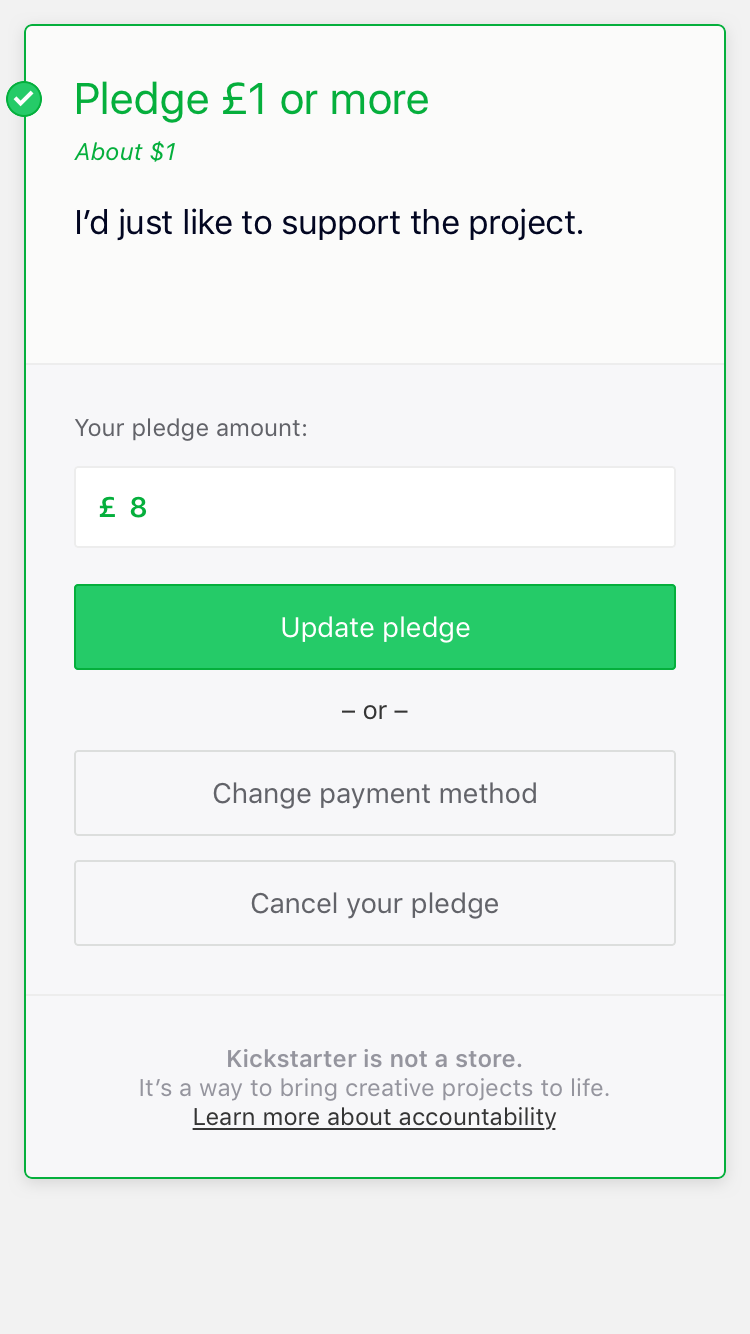 Pledge £1 or more
About $1
I’d just like to support the project.
Your pledge amount:
£ 8
Update pledge
– or –
Change payment method
Cancel your pledge
Kickstarter is not a store.
It’s a way to bring creative projects to life.
Learn more about accountability